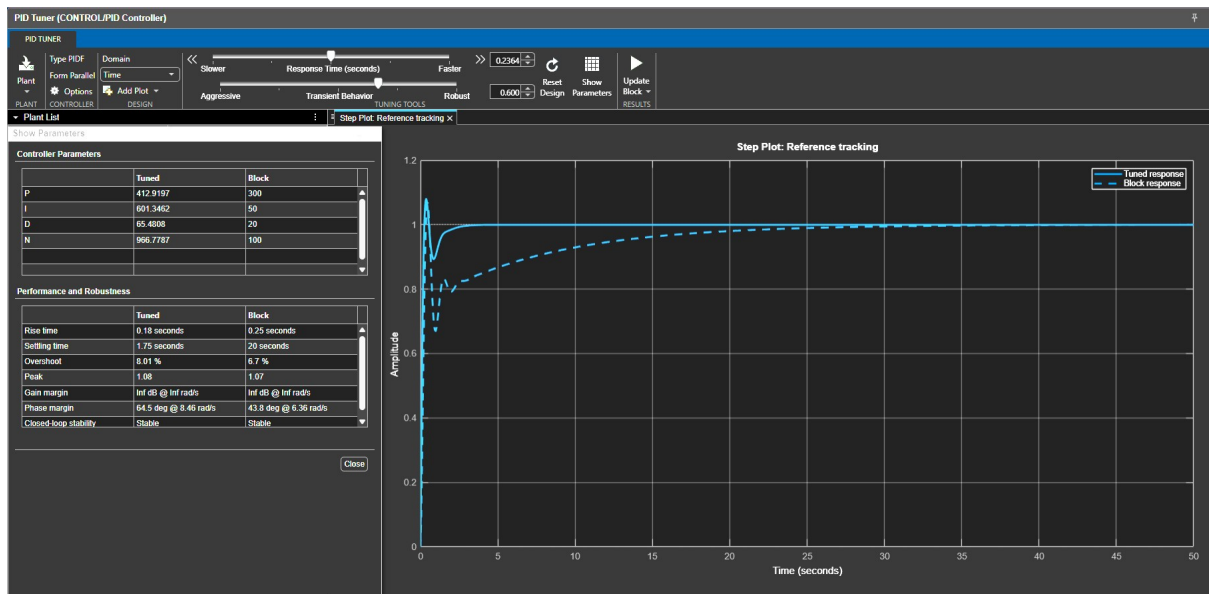 PID Tuner (CONTROL/PID Controller)
PID TUNER
Plant
Type PIDF
Form Parallel
Options
Domain
Time
Add Plot
Slower
Response Time (seconds)
Faster
0.2364
Aggressive
Transient Behavior
Robust
0.600
Reset Design
Show Parameters
Update Block
PLANT
CONTROLLER
DESIGN
TUNING TOOLS
RESULTS
Plant List
Step Plot: Reference tracking
Show Parameters
Controller Parameters
Tuned Block
P 412.9197 300
I 601.3462 50
D 65.4808 20
N 966.7787 100
Performance and Robustness
Tuned Block
Rise time 0.18 seconds 0.25 seconds
Settling time 1.75 seconds 20 seconds
Overshoot 8.01 % 6.7 %
Peak 1.08 1.07
Gain margin Inf dB @ Inf rad/s Inf dB @ Inf rad/s
Phase margin 64.5 deg @ 8.46 rad/s 43.8 deg @ 6.36 rad/s
Closed-loop stability Stable Stable
Close
Step Plot: Reference tracking
Tuned response
Block response
Amplitude
1.2
1
0.8
0.6
0.4
0.2
0
0 5 10 15 20 25 30 35 40 45 50
Time (seconds)